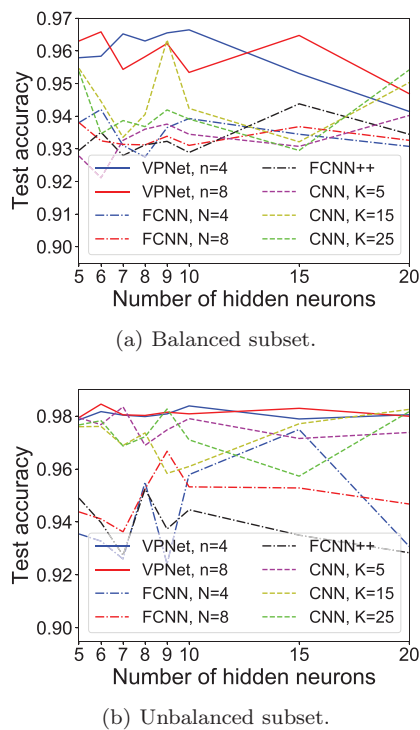 0.97
0.96
0.95
0.94
0.93
0.92
0.91
0.90
Test accuracy
VPNet, n=4
VPNet, n=8
FCNN, N=4
FCNN, N=8
FCNN++
CNN, K=5
CNN, K=15
CNN, K=25
5 6 7 8 9 10 15 20
Number of hidden neurons
(a) Balanced subset.
0.98
0.96
0.94
0.92
0.90
Test accuracy
VPNet, n=4
VPNet, n=8
FCNN, N=4
FCNN, N=8
FCNN++
CNN, K=5
CNN, K=15
CNN, K=25
5 6 7 8 9 10 15 20
Number of hidden neurons
(b) Unbalanced subset.